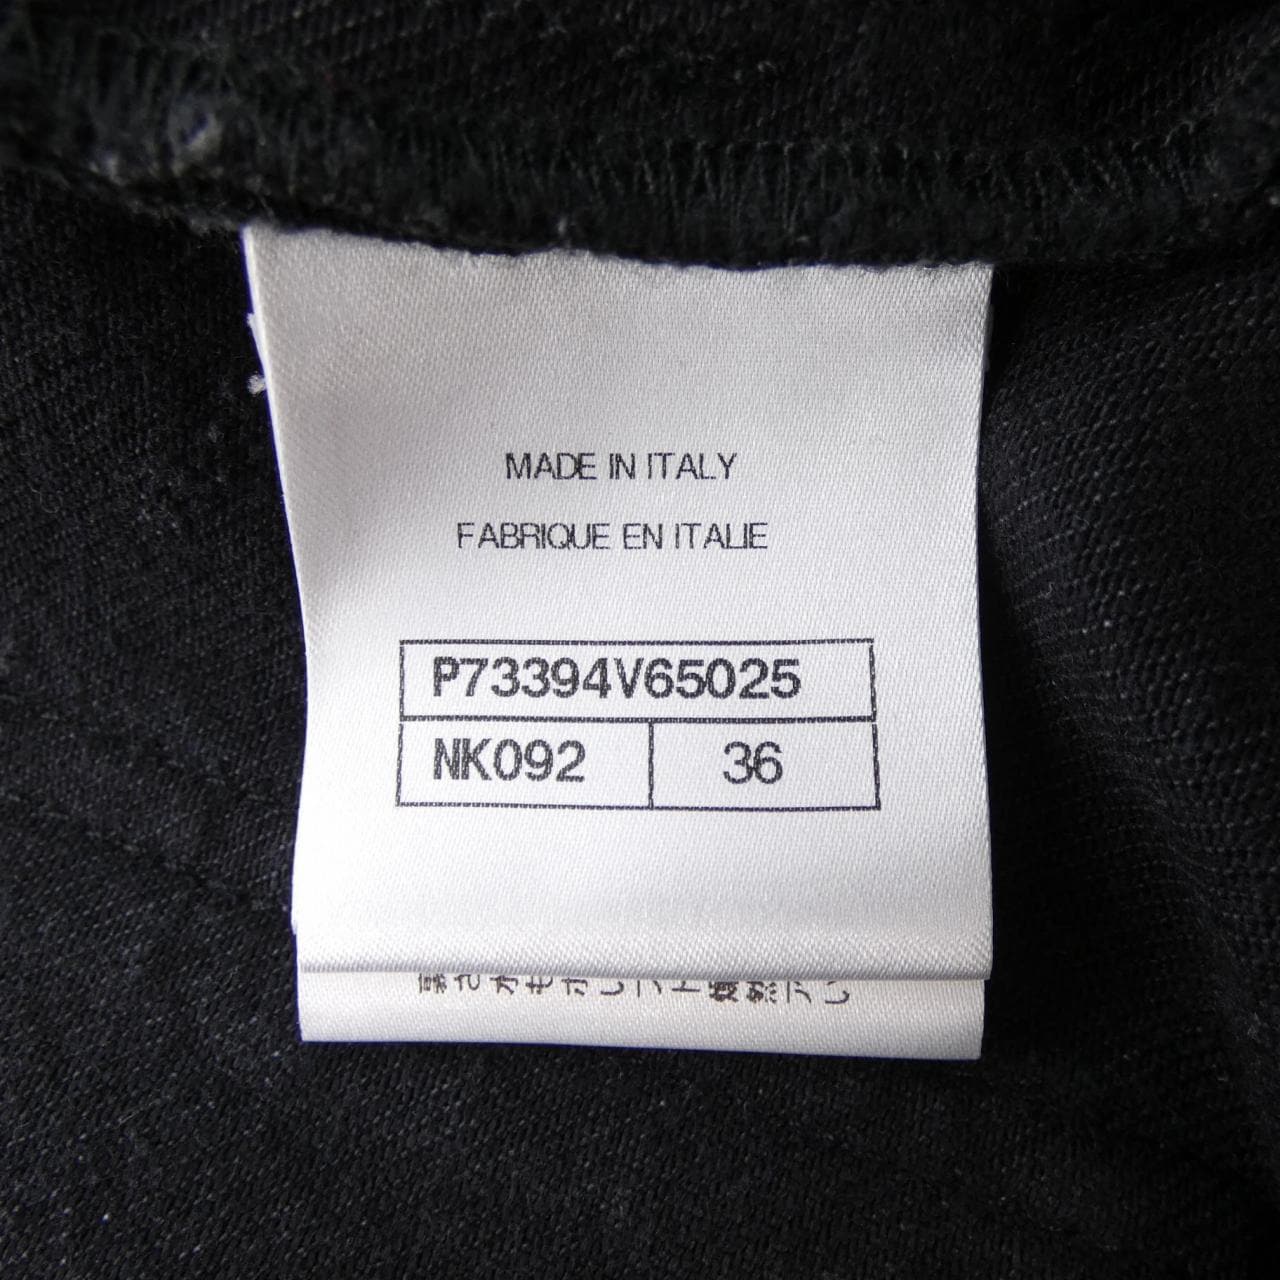 MADE IN ITALY
FABRIQUE EN ITALIE
P73394V65025
NK092 36